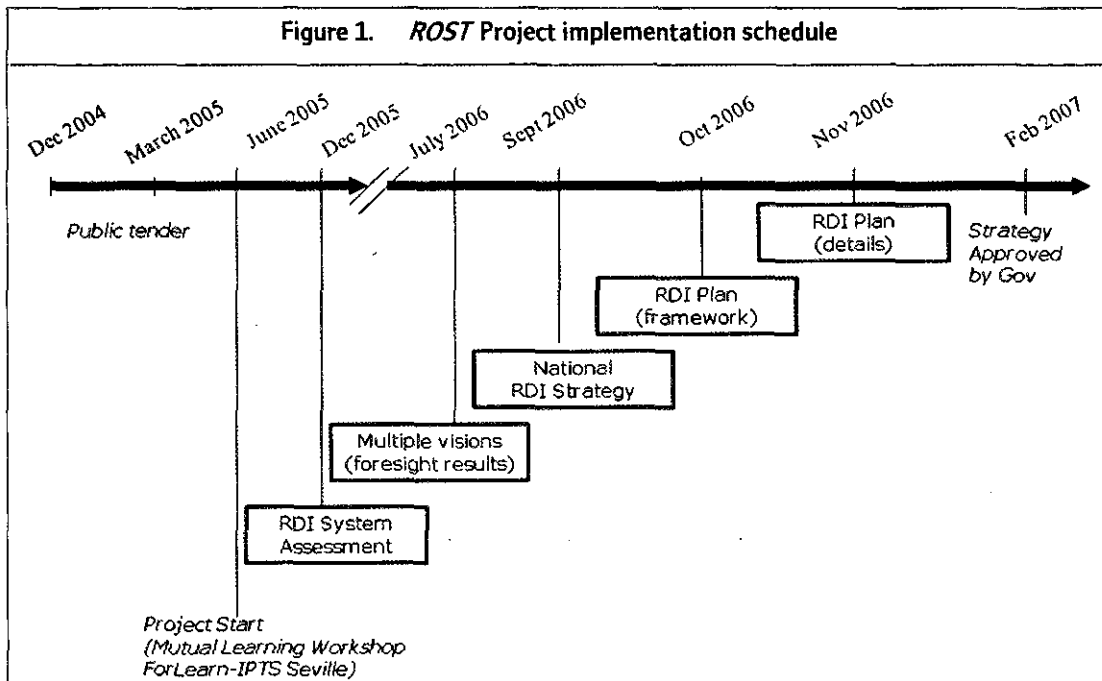 Figure 1. ROST Project implementation schedule
Dec 2004
March 2005
June 2005
Dec 2005
July 2006
Sept 2006
Oct 2006
Nov 2006
Feb 2007
Public tender
RDI Plan
(details)
Strategy
Approved
by Gov
RDI Plan
(framework)
National
RDI Strategy
Multiple visions
(foresight results)
RDI System
Assessment
Project Start
(Mutual Learning Workshop
ForLearn-IPTS Seville)